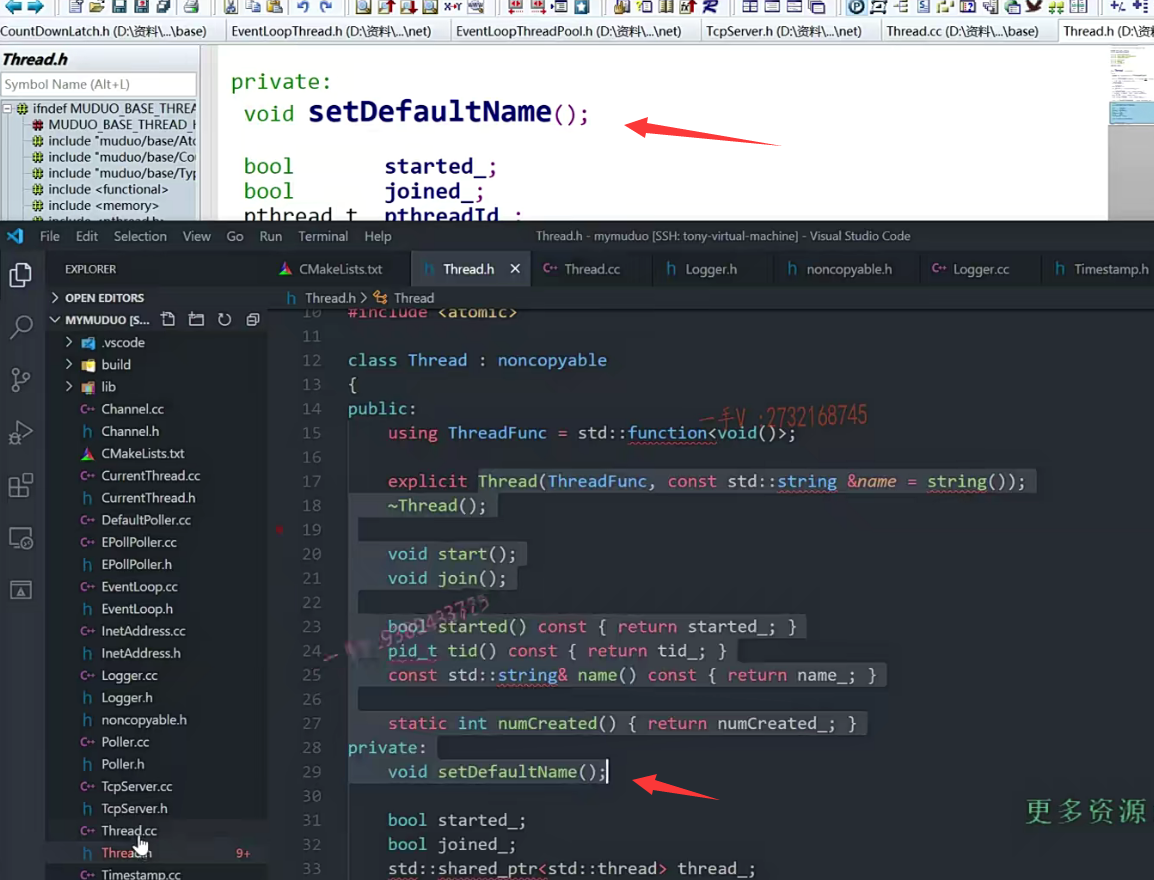 CountDownLatch.h (D:\资料\...\base)
EventLoopThread.h (D:\资料\...\net)
EventLoopThreadPool.h (D:\资料\...\net)
TcpServer.h (D:\资料\...\net)
Thread.cc (D:\资料\...\base)
Thread.h (D:\资
Thread.h
Symbol Name (Alt+L)
ifndef MUDUO_BASE_THREA
MUDUO_BASE_THREAD_
include "muduo/base/Ato
include "muduo/base/Co
include "muduo/base/Typ
include <functional>
include <memory>
include <pthread.h>
private:
void setDefaultName();
bool started_;
bool joined_;
pthread_t pthreadId_;
File Edit Selection View Go Run Terminal Help
Thread.h - mymuduo [SSH: tony-virtual-machine] - Visual Studio Code
EXPLORER
CMakeLists.txt
Thread.h
Thread.cc
Logger.h
noncopyable.h
Logger.cc
Timestamp.h
OPEN EDITORS
MYMUDUO [S...
.vscode
build
lib
Channel.cc
Channel.h
CMakeLists.txt
CurrentThread.cc
CurrentThread.h
DefaultPoller.cc
EPollPoller.cc
EPollPoller.h
EventLoop.cc
EventLoop.h
InetAddress.cc
InetAddress.h
Logger.cc
Logger.h
noncopyable.h
Poller.cc
Poller.h
TcpServer.cc
TcpServer.h
Thread.cc
Thread.h 9+
Timestamp.cc
Thread.h > Thread
10 #include <atomic>
11
12 class Thread : noncopyable
13 {
14 public:
一手V :2732168745
15 using ThreadFunc = std::function<void()>;
16
17 explicit Thread(ThreadFunc, const std::string &name = string());
18 ~Thread();
19
20 void start();
21 void join();
22
23 bool started() const { return started_; }
24 pid_t tid() const { return tid_; }
25 const std::string& name() const { return name_; }
26
27 static int numCreated() { return numCreated_; }
28 private:
29 void setDefaultName();
30
31 bool started_;
32 bool joined_;
33 std::shared_ptr<std::thread> thread_;
更多资源